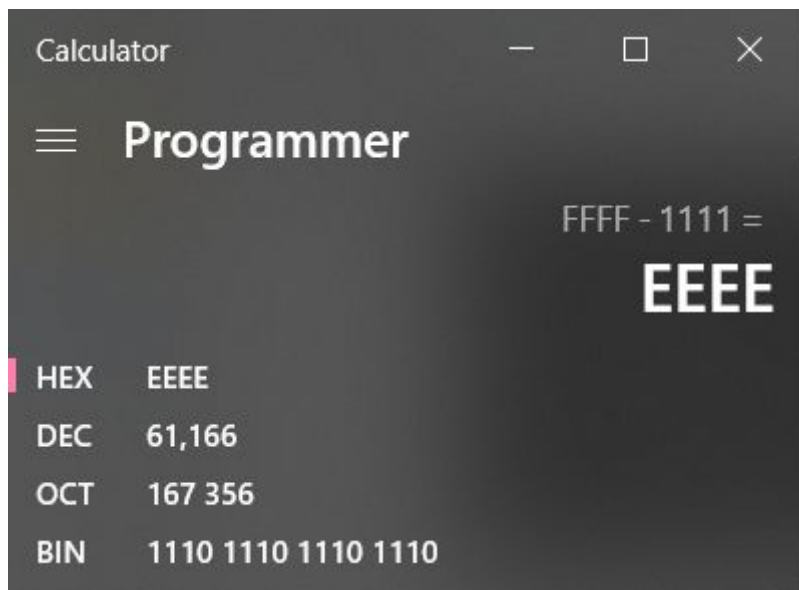 Calculator
Programmer
FFFF - 1111 =
EEEE
HEX EEEE
DEC 61,166
OCT 167 356
BIN 1110 1110 1110 1110